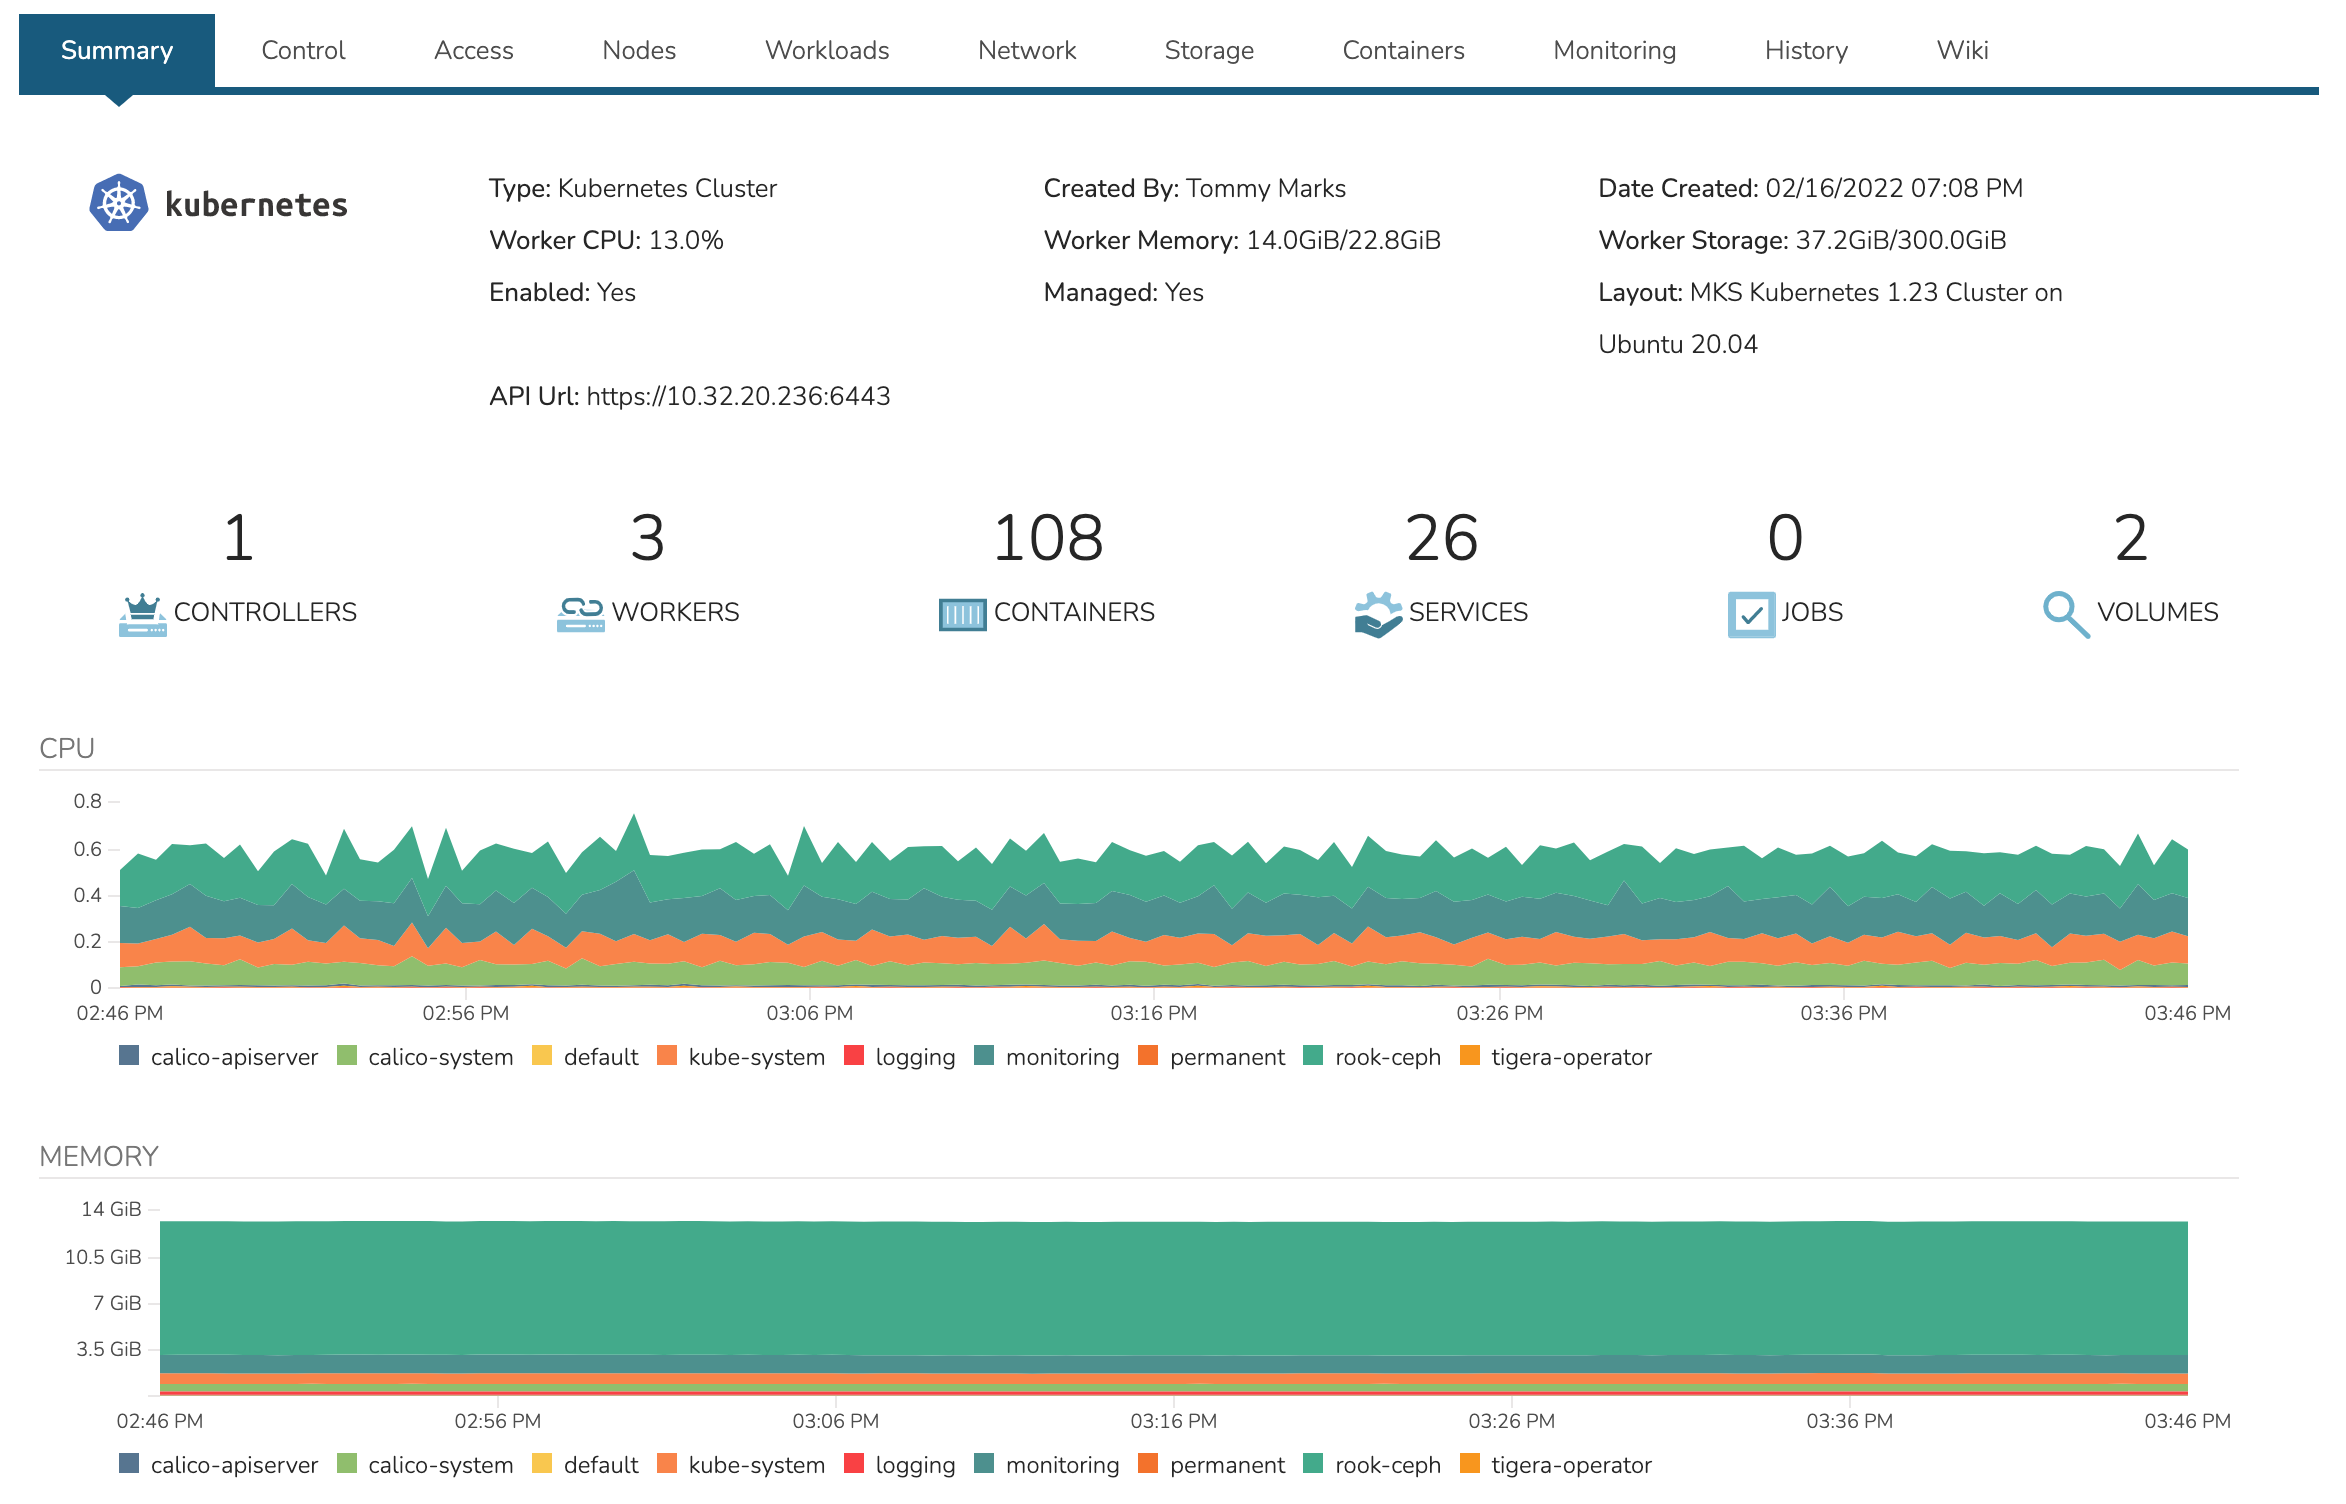 Summary Control Access Nodes Workloads Network Storage Containers Monitoring History Wiki
kubernetes
Type: Kubernetes Cluster Created By: Tommy Marks Date Created: 02/16/2022 07:08 PM
Worker CPU: 13.0% Worker Memory: 14.0GiB/22.8GiB Worker Storage: 37.2GiB/300.0GiB
Enabled: Yes Managed: Yes Layout: MKS Kubernetes 1.23 Cluster on
Ubuntu 20.04
API Url: https://10.32.20.236:6443
1 3 108 26 0 2
CONTROLLERS WORKERS CONTAINERS SERVICES JOBS VOLUMES
CPU
0.8
0.6
0.4
0.2
0
02:46 PM 02:56 PM 03:06 PM 03:16 PM 03:26 PM 03:36 PM 03:46 PM
calico-apiserver calico-system default kube-system logging monitoring permanent rook-ceph tigera-operator
MEMORY
14 GiB
10.5 GiB
7 GiB
3.5 GiB
02:46 PM 02:56 PM 03:06 PM 03:16 PM 03:26 PM 03:36 PM 03:46 PM
calico-apiserver calico-system default kube-system logging monitoring permanent rook-ceph tigera-operator